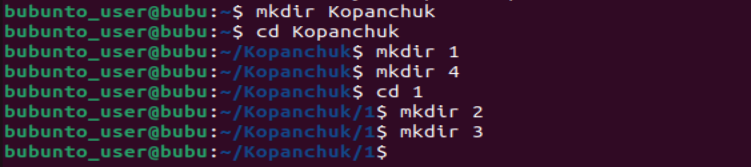 bubunto_user@bubu:~$ mkdir Kopanchuk
bubunto_user@bubu:~$ cd Kopanchuk
bubunto_user@bubu:~/Kopanchuk$ mkdir 1
bubunto_user@bubu:~/Kopanchuk$ mkdir 4
bubunto_user@bubu:~/Kopanchuk$ cd 1
bubunto_user@bubu:~/Kopanchuk/1$ mkdir 2
bubunto_user@bubu:~/Kopanchuk/1$ mkdir 3
bubunto_user@bubu:~/Kopanchuk/1$